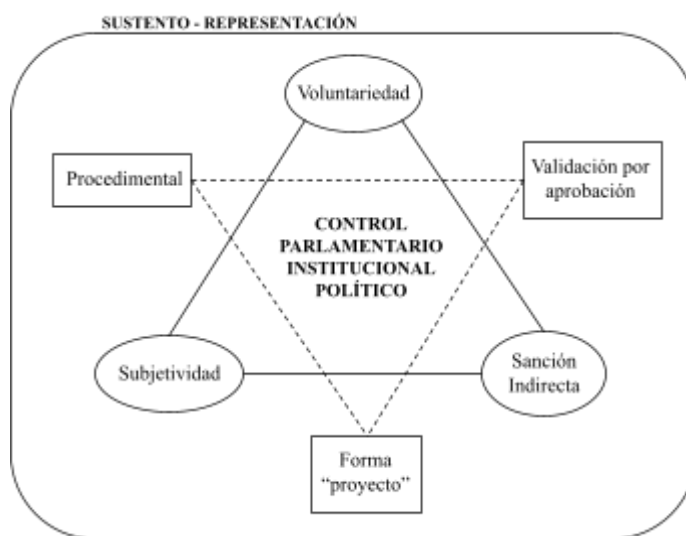 SUSTENTO - REPRESENTACIÓN
Voluntariedad
Procedimental
Validación por
aprobación
CONTROL
PARLAMENTARIO
INSTITUCIONAL
POLÍTICO
Subjetividad
Sanción
Indirecta
Forma
“proyecto”